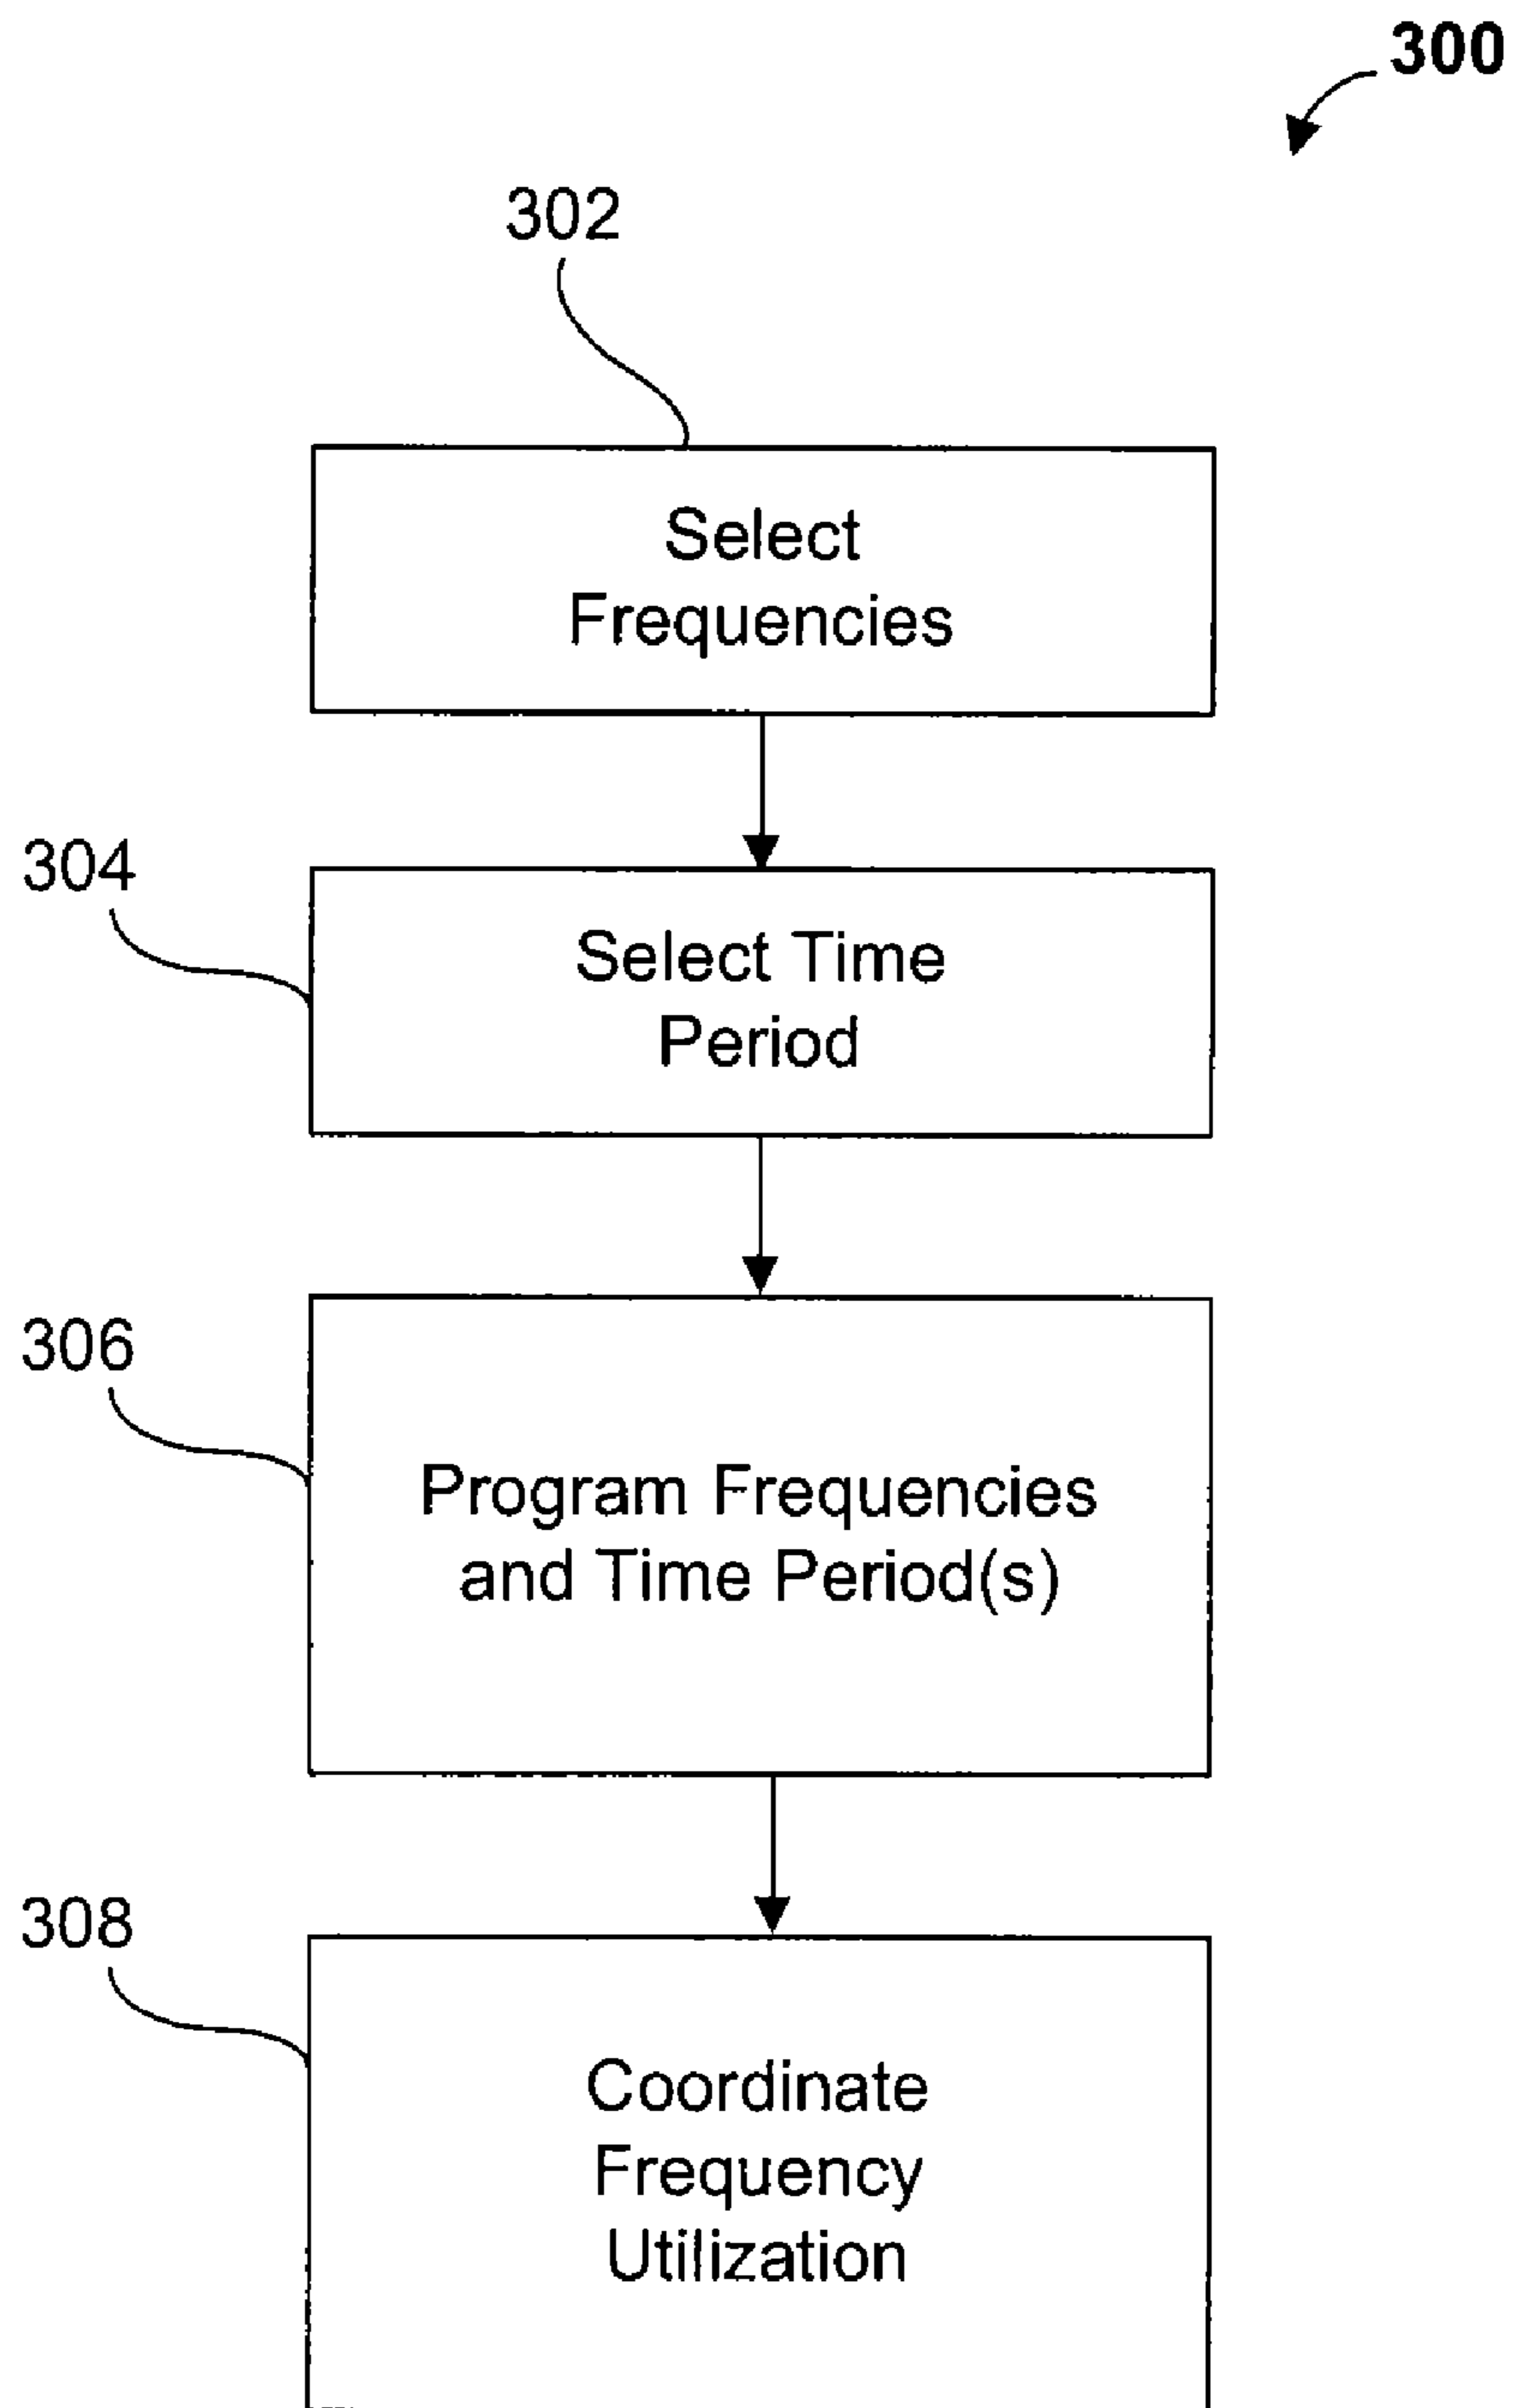 300
302
Select
Frequencies
304
Select Time
Period
306
Program Frequencies
and Time Period(s)
308
Coordinate
Frequency
Utilization